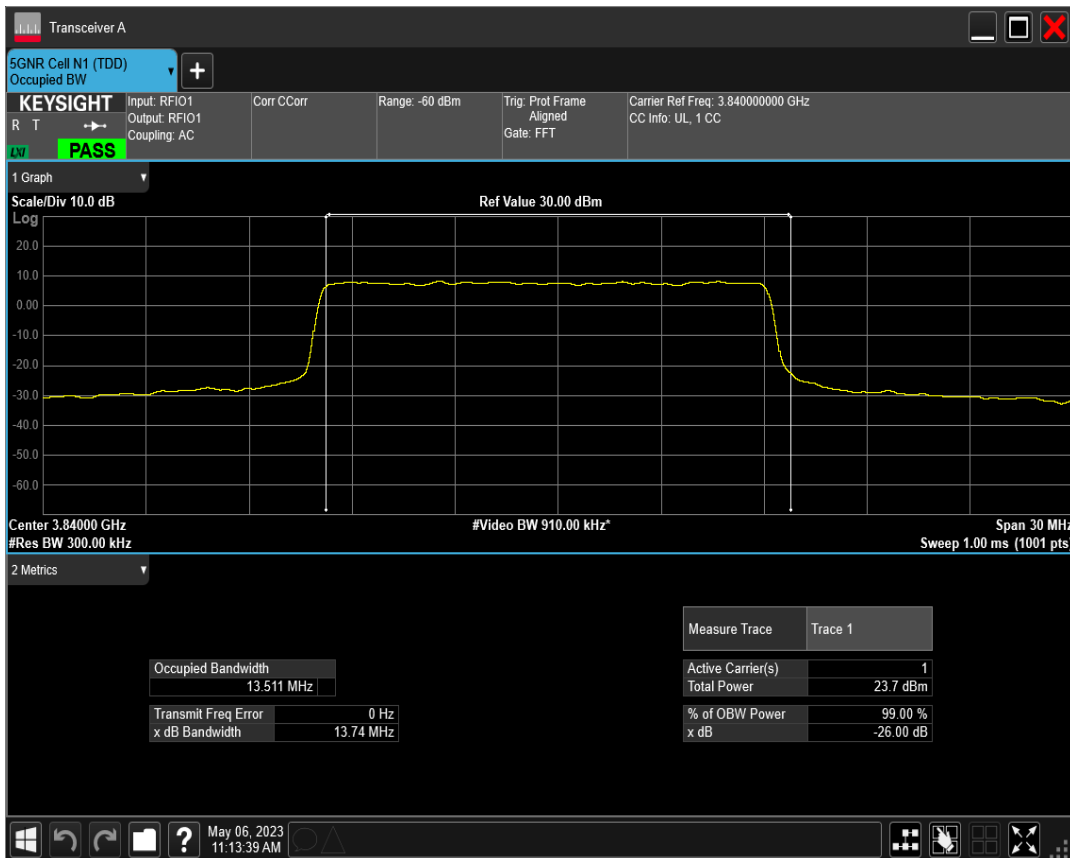 Transceiver A
5GNR Cell N1 (TDD)
Occupied BW
+
KEYSIGHT
R T
LXI
PASS
Input: RFIO1
Output: RFIO1
Coupling: AC
Corr CCorr
Range: -60 dBm
Trig: Prot Frame
Aligned
Gate: FFT
Carrier Ref Freq: 3.840000000 GHz
CC Info: UL, 1 CC
1 Graph
Scale/Div 10.0 dB
Ref Value 30.00 dBm
Log
20.0
10.0
0.00
-10.0
-20.0
-30.0
-40.0
-50.0
-60.0
Center 3.84000 GHz
#Video BW 910.00 kHz*
Span 30 MHz
#Res BW 300.00 kHz
Sweep 1.00 ms (1001 pts)
2 Metrics
Measure Trace Trace 1
Occupied Bandwidth
13.511 MHz
Active Carrier(s) 1
Total Power 23.7 dBm
Transmit Freq Error 0 Hz
x dB Bandwidth 13.74 MHz
% of OBW Power 99.00 %
x dB -26.00 dB
?
May 06, 2023
11:13:39 AM